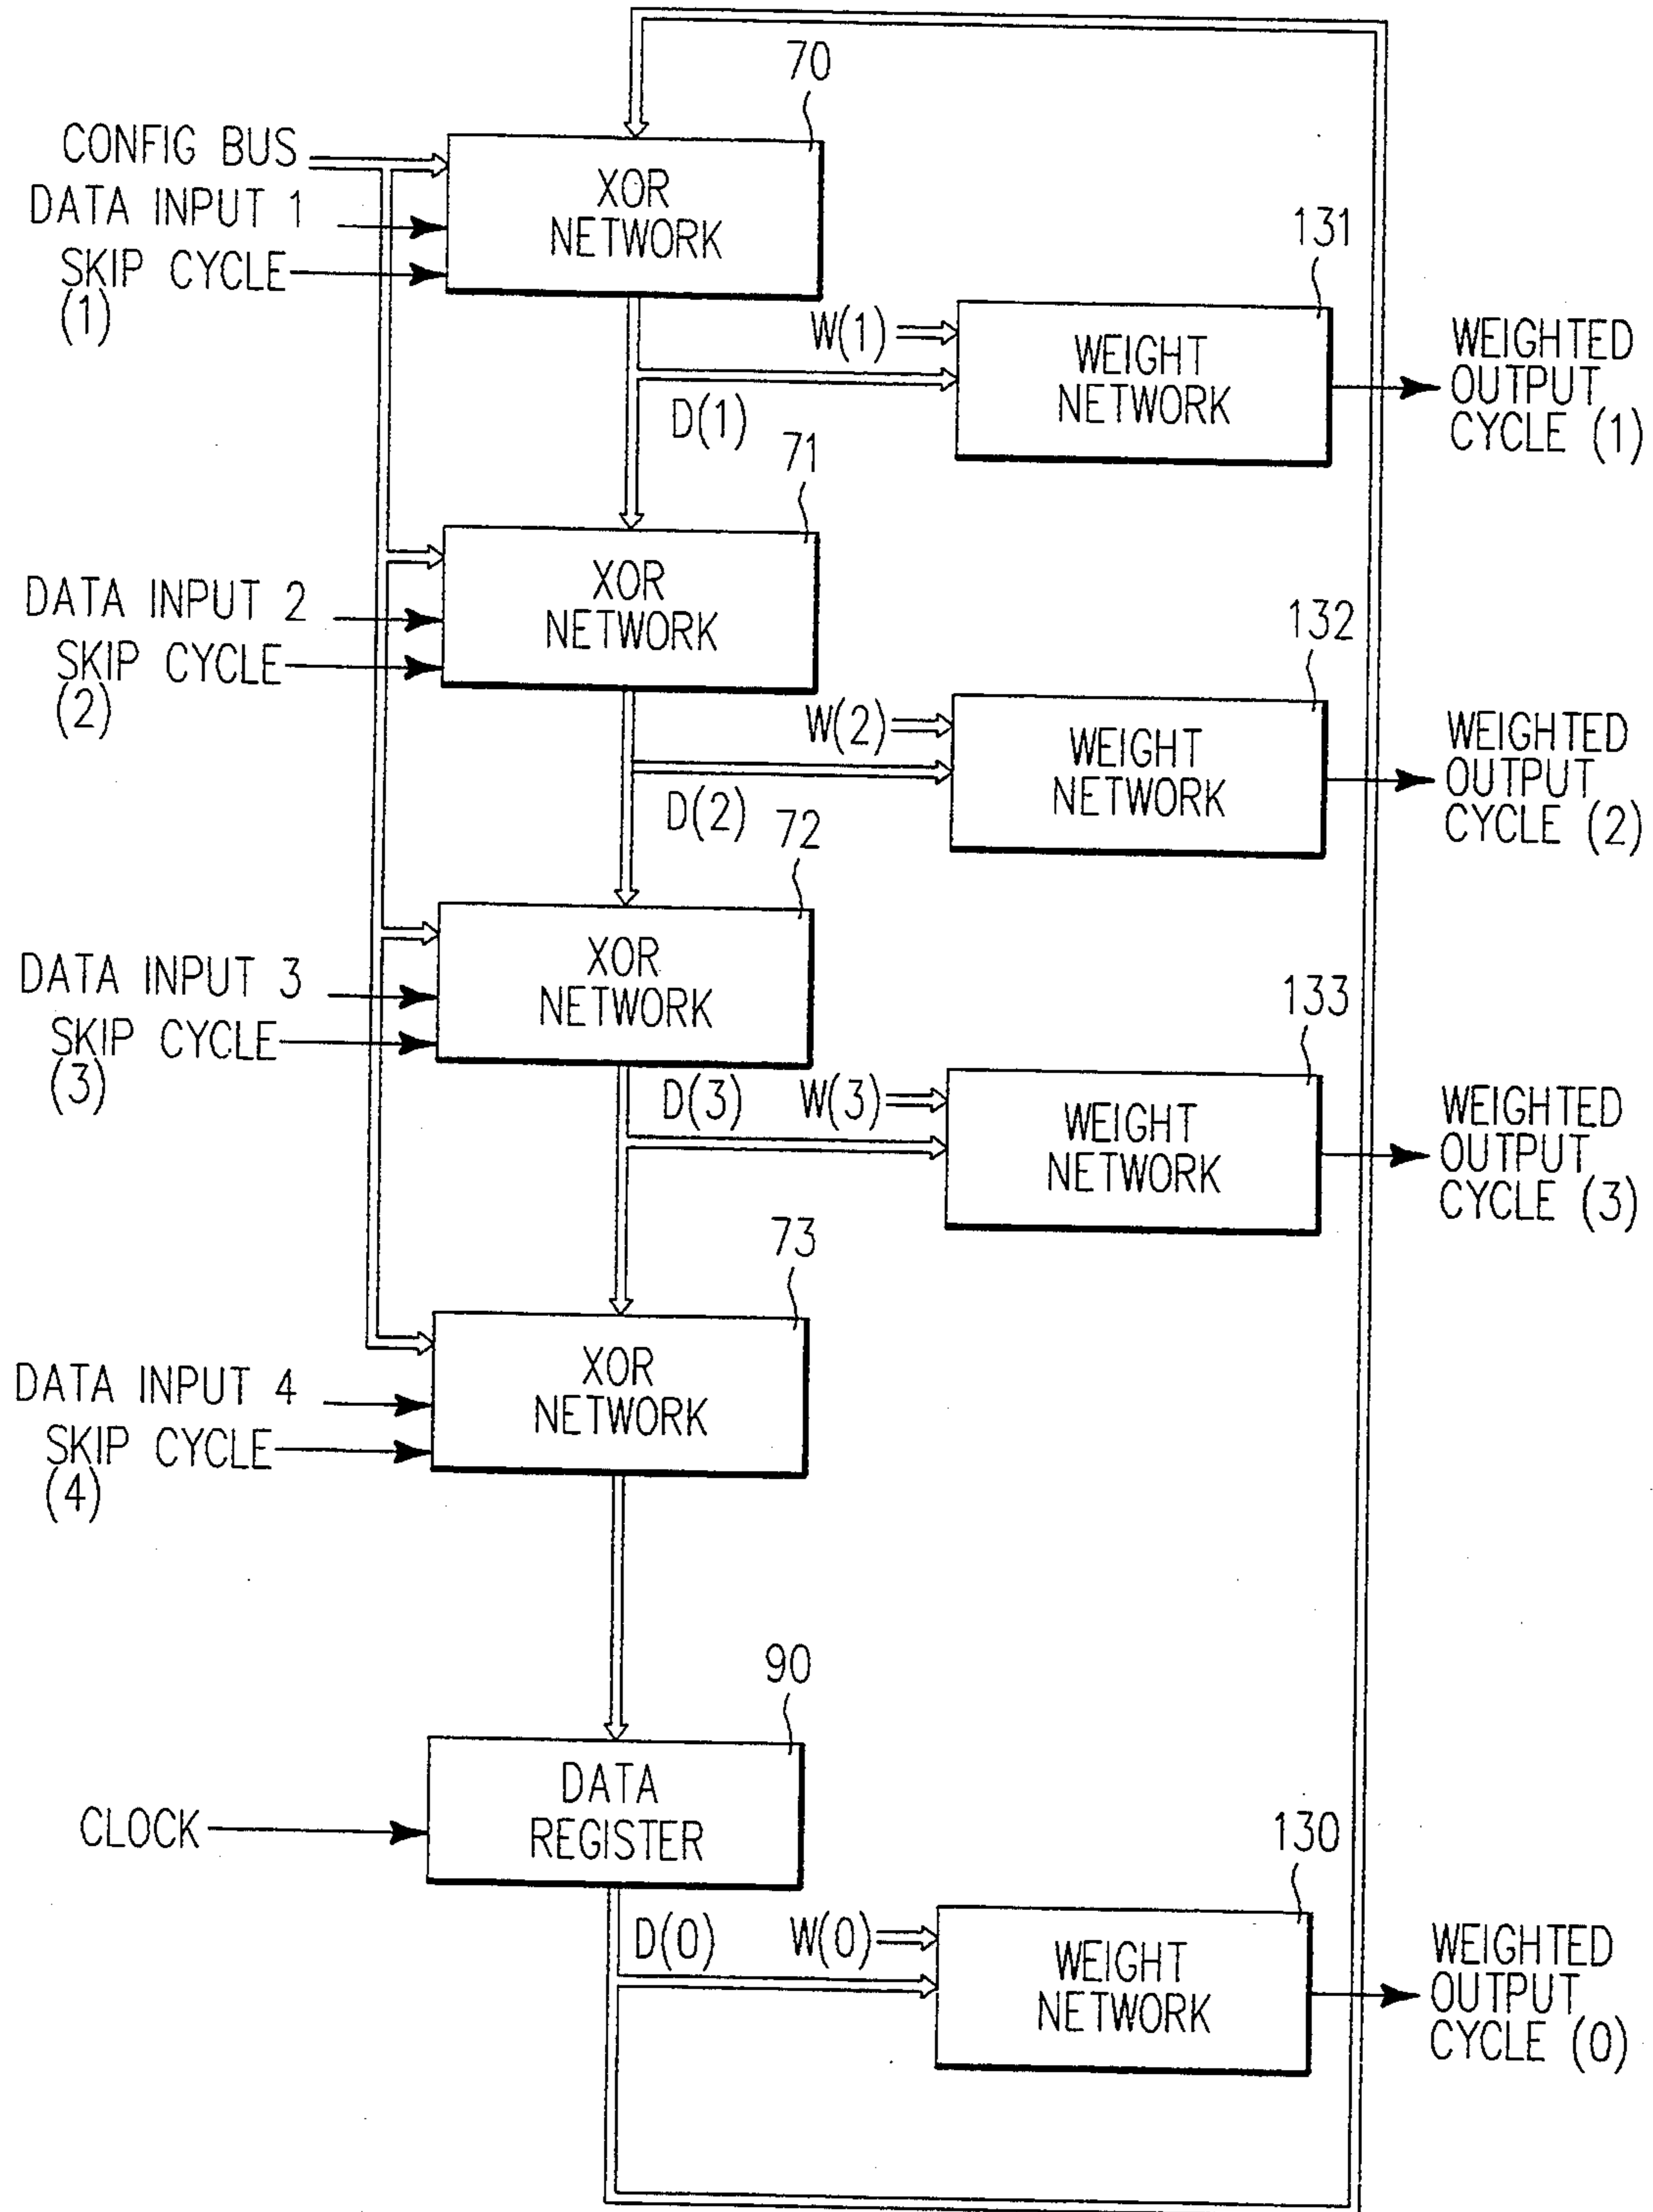 70
CONFIG BUS
XOR
NETWORK
DATA INPUT 1
SKIP CYCLE
(1)
131
W(1)
WEIGHT
NETWORK
WEIGHTED
OUTPUT
CYCLE (1)
D(1)
71
XOR
NETWORK
DATA INPUT 2
SKIP CYCLE
(2)
132
W(2)
WEIGHT
NETWORK
WEIGHTED
OUTPUT
CYCLE (2)
D(2)
72
XOR
NETWORK
DATA INPUT 3
SKIP CYCLE
(3)
133
D(3)
W(3)
WEIGHT
NETWORK
WEIGHTED
OUTPUT
CYCLE (3)
73
XOR
NETWORK
DATA INPUT 4
SKIP CYCLE
(4)
90
DATA
REGISTER
CLOCK
130
D(0)
W(0)
WEIGHT
NETWORK
WEIGHTED
OUTPUT
CYCLE (0)